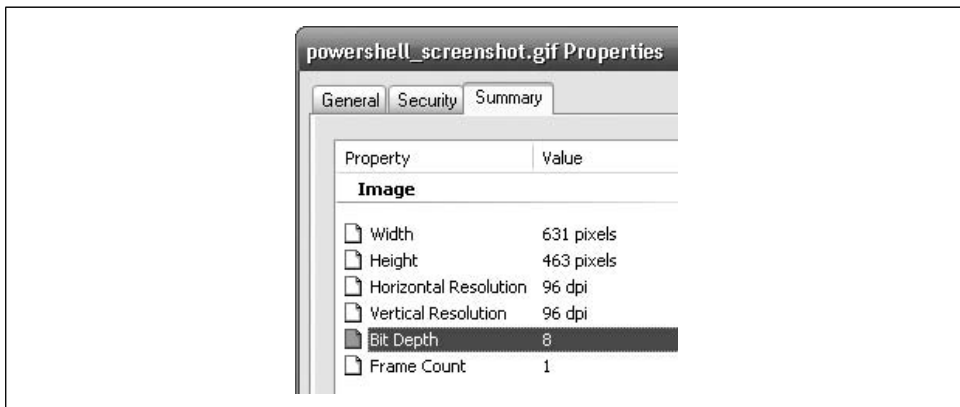 powershell_screenshot.gif Properties
General Security Summary
Property Value
Image
Width 631 pixels
Height 463 pixels
Horizontal Resolution 96 dpi
Vertical Resolution 96 dpi
Bit Depth 8
Frame Count 1